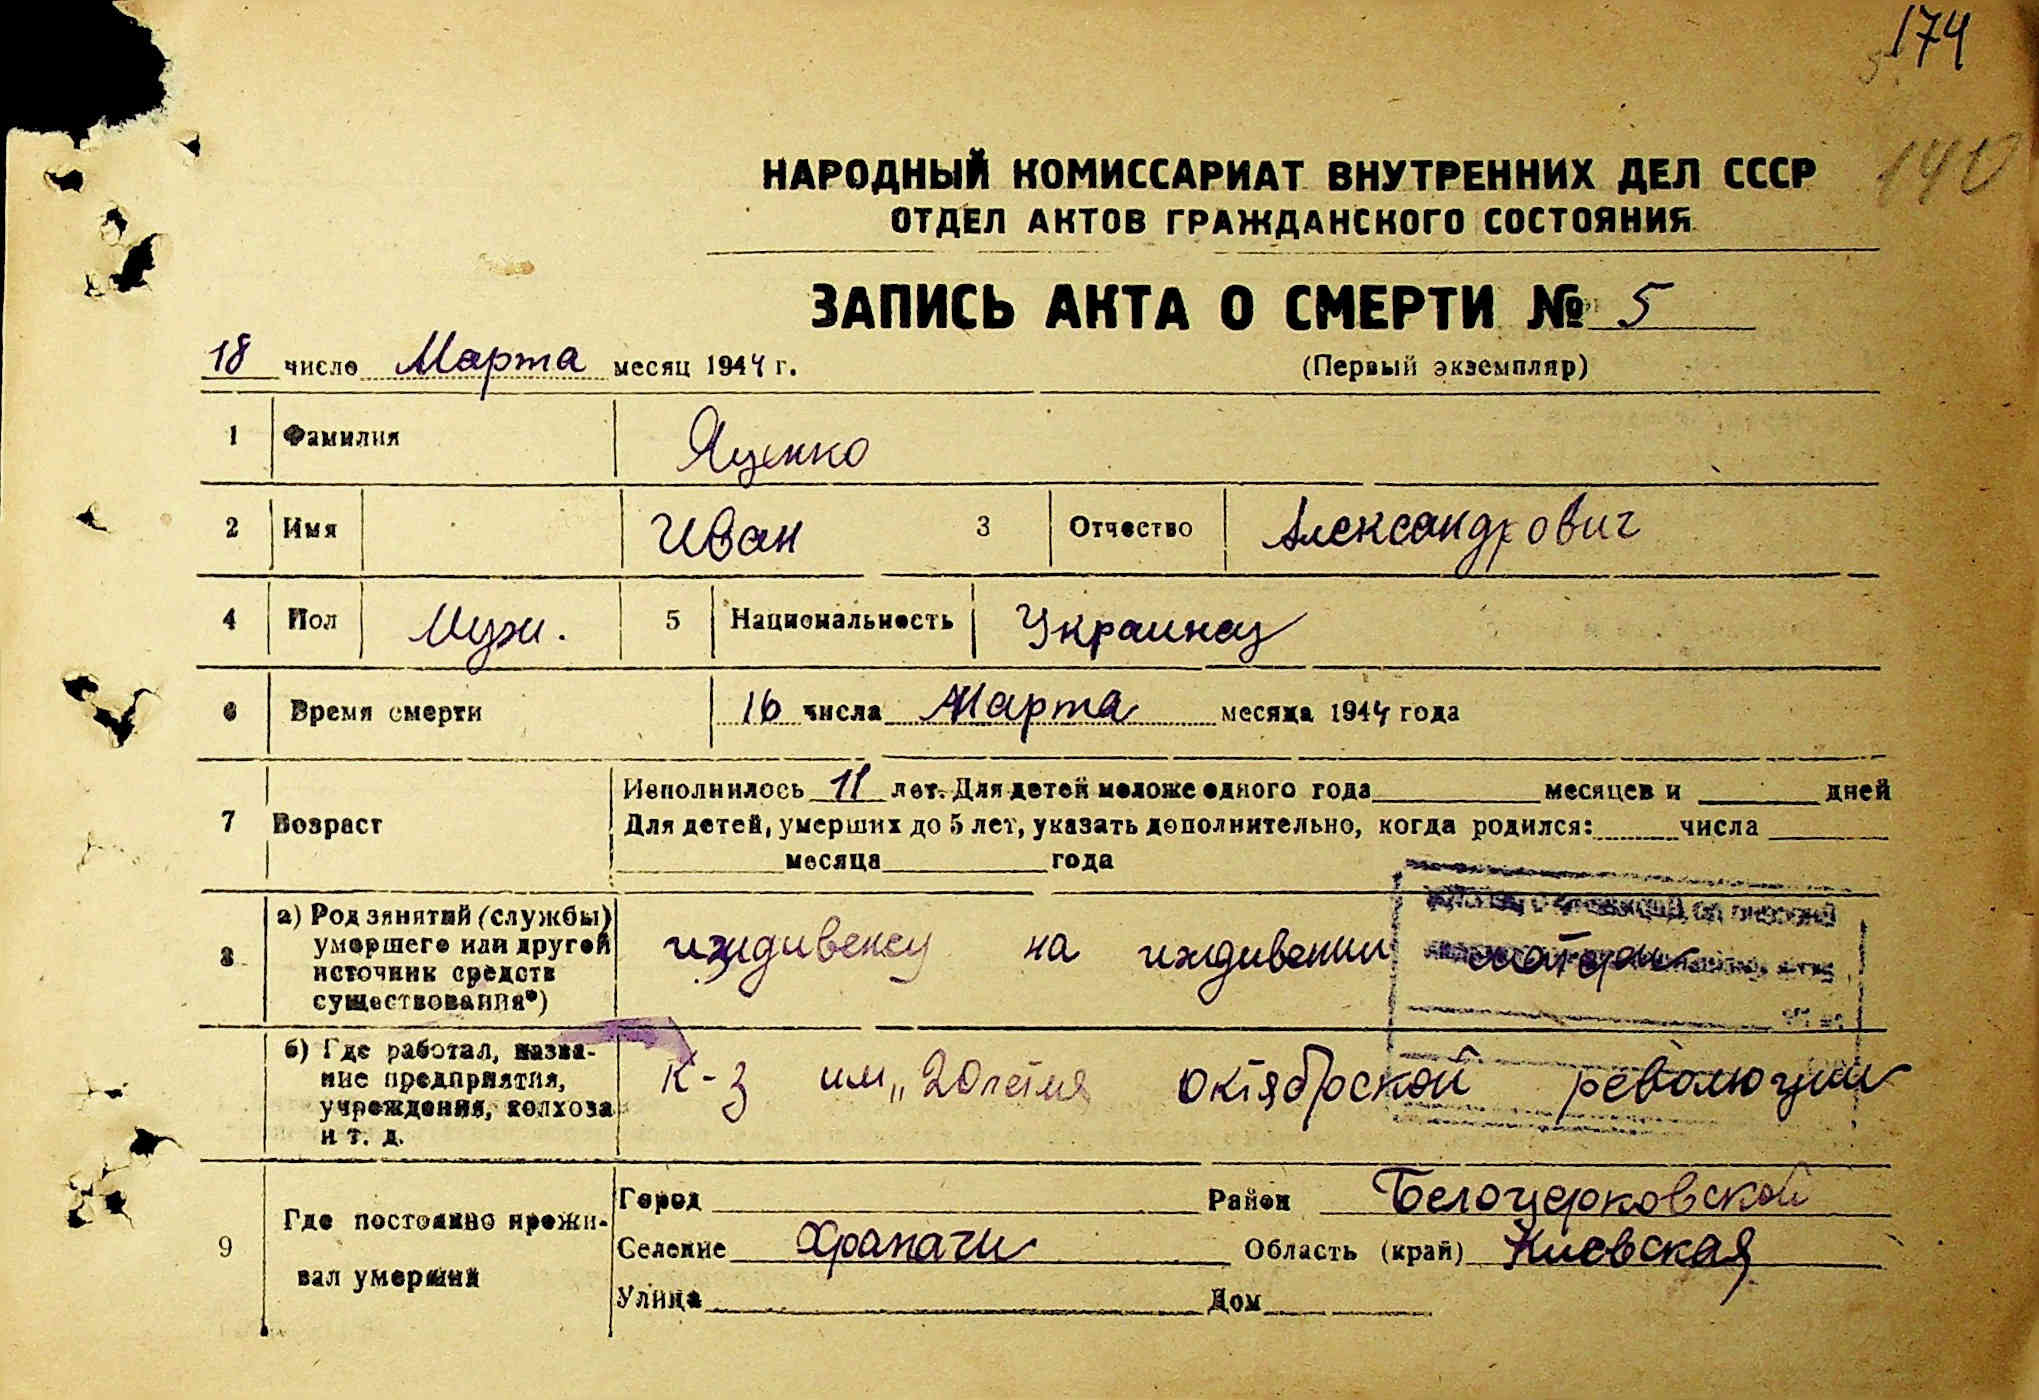 174
140
НАРОДНЫЙ КОМИССАРИАТ ВНУТРЕННИХ ДЕЛ СССР
ОТДЕЛ АКТОВ ГРАЖДАНСКОГО СОСТОЯНИЯ
ЗАПИСЬ АКТА О СМЕРТИ № 5
18 число Марта месяц 1944 г. (Первый экземпляр)
1 Фамилия Яценко
2 Имя Иван 3 Отчество Александрович
4 Пол Муж. 5 Национальность Украинец
6 Время смерти 16 числа Марта месяца 1944 года
7 Возраст Исполнилось 11 лет. Для детей моложе одного года месяцев и дней
Для детей, умерших до 5 лет, указать дополнительно, когда родился: числа
месяца года
8 а) Род занятий (службы) умершего или другой источник средств существования*) иждивенец на иждивении матери
б) Где работал, название предприятия, учреждения, колхоза и т. д. К-з им „20летия октябрской революции
9 Где постоянно проживал умерший
Город Район Белоцерковской
Селение Храпачи Область (край) Киевская
Улица Дом